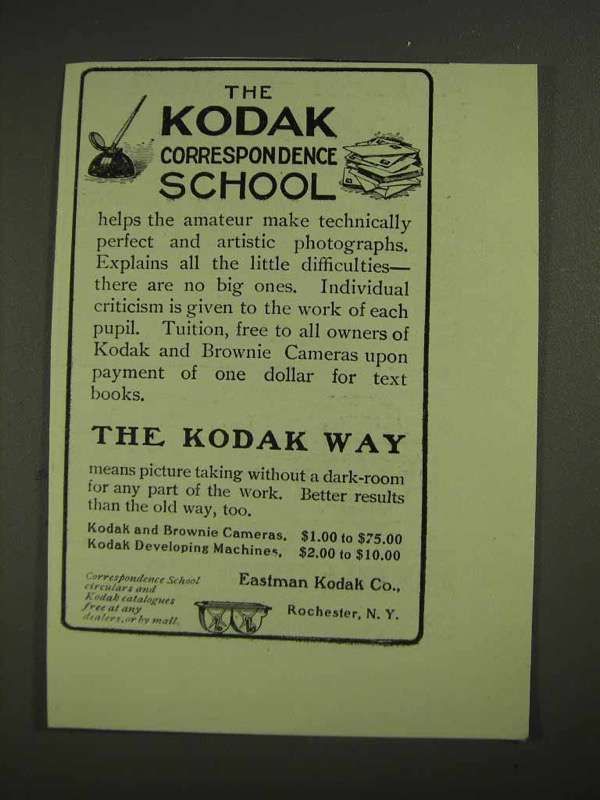 THE
KODAK
CORRESPONDENCE
SCHOOL
helps the amateur make technically
perfect and artistic photographs.
Explains all the little difficulties—
there are no big ones. Individual
criticism is given to the work of each
pupil. Tuition, free to all owners of
Kodak and Brownie Cameras upon
payment of one dollar for text
books.
THE KODAK WAY
means picture taking without a dark-room
for any part of the work. Better results
than the old way, too.
Kodak and Brownie Cameras, $1.00 to $75.00
Kodak Developing Machines, $2.00 to $10.00
Correspondence School
circulars and
Kodak catalogues
free at any
dealers, or by mail.
Eastman Kodak Co.,
Rochester, N. Y.